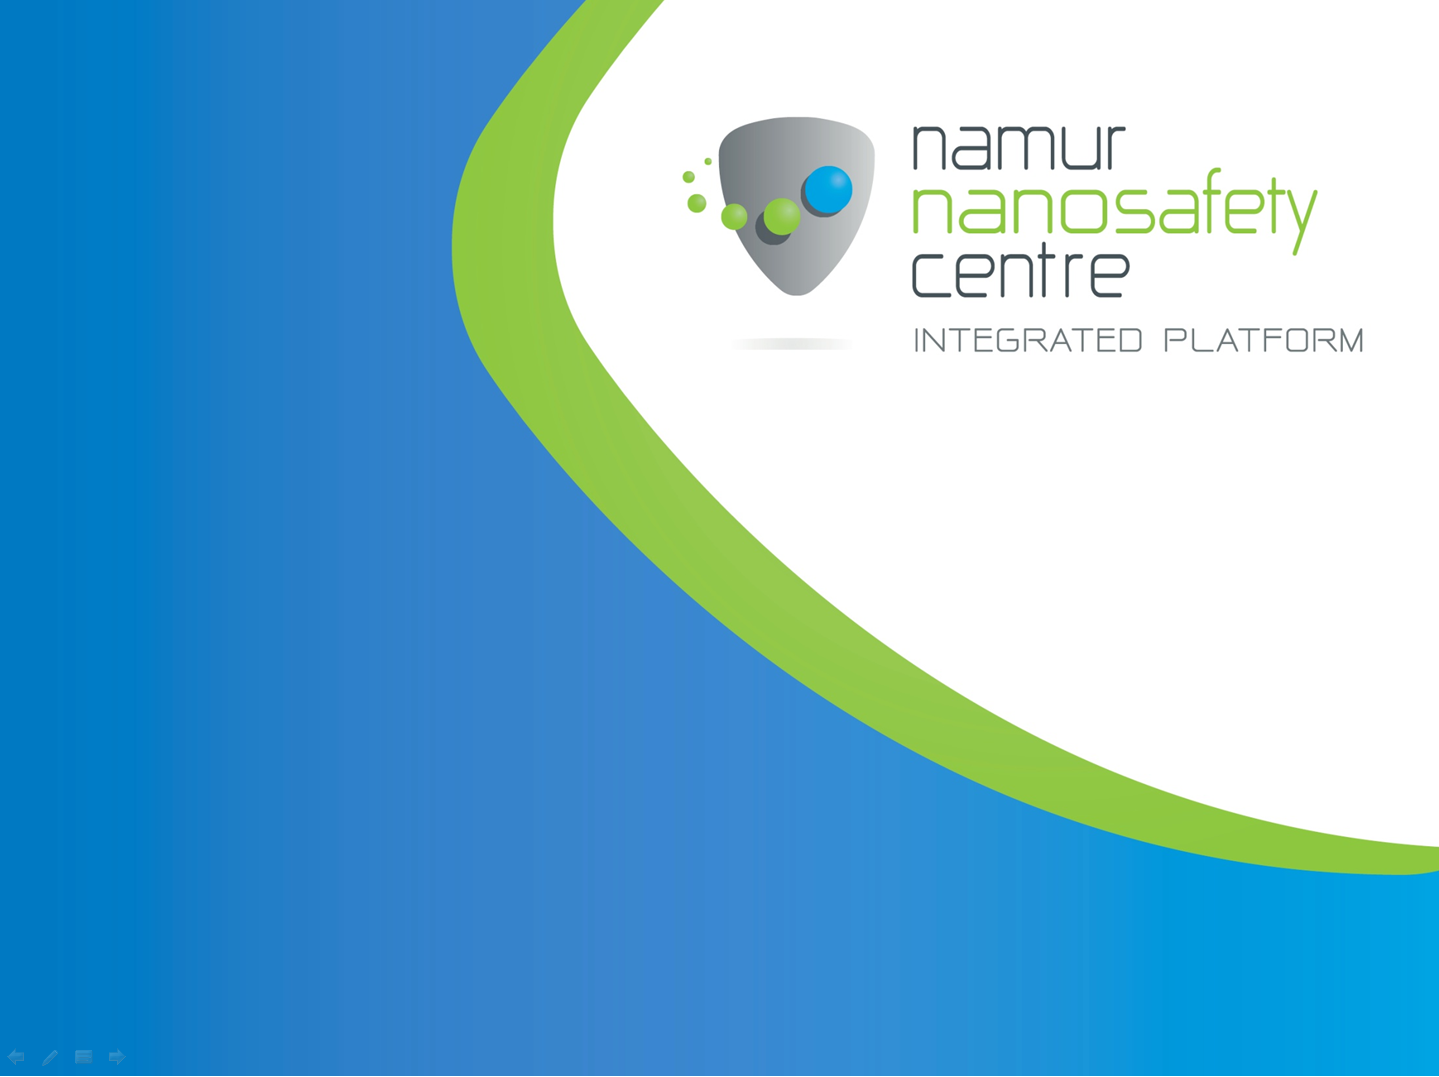 namur
nanosafety
centre
INTEGRATED PLATFORM